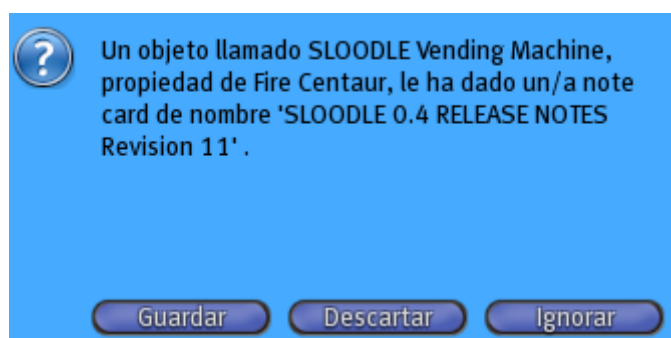 Un objeto llamado SLOODLE Vending Machine,
propiedad de Fire Centaur, le ha dado un/a note
card de nombre 'SLOODLE 0.4 RELEASE NOTES
Revision 11' .
Guardar Descartar Ignorar